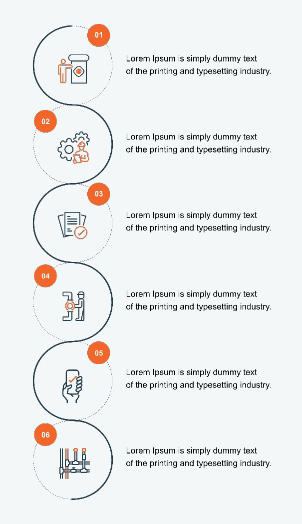 01
Lorem Ipsum is simply dummy text
of the printing and typesetting industry.
02
Lorem Ipsum is simply dummy text
of the printing and typesetting industry.
03
Lorem Ipsum is simply dummy text
of the printing and typesetting industry.
04
Lorem Ipsum is simply dummy text
of the printing and typesetting industry.
05
Lorem Ipsum is simply dummy text
of the printing and typesetting industry.
06
Lorem Ipsum is simply dummy text
of the printing and typesetting industry.